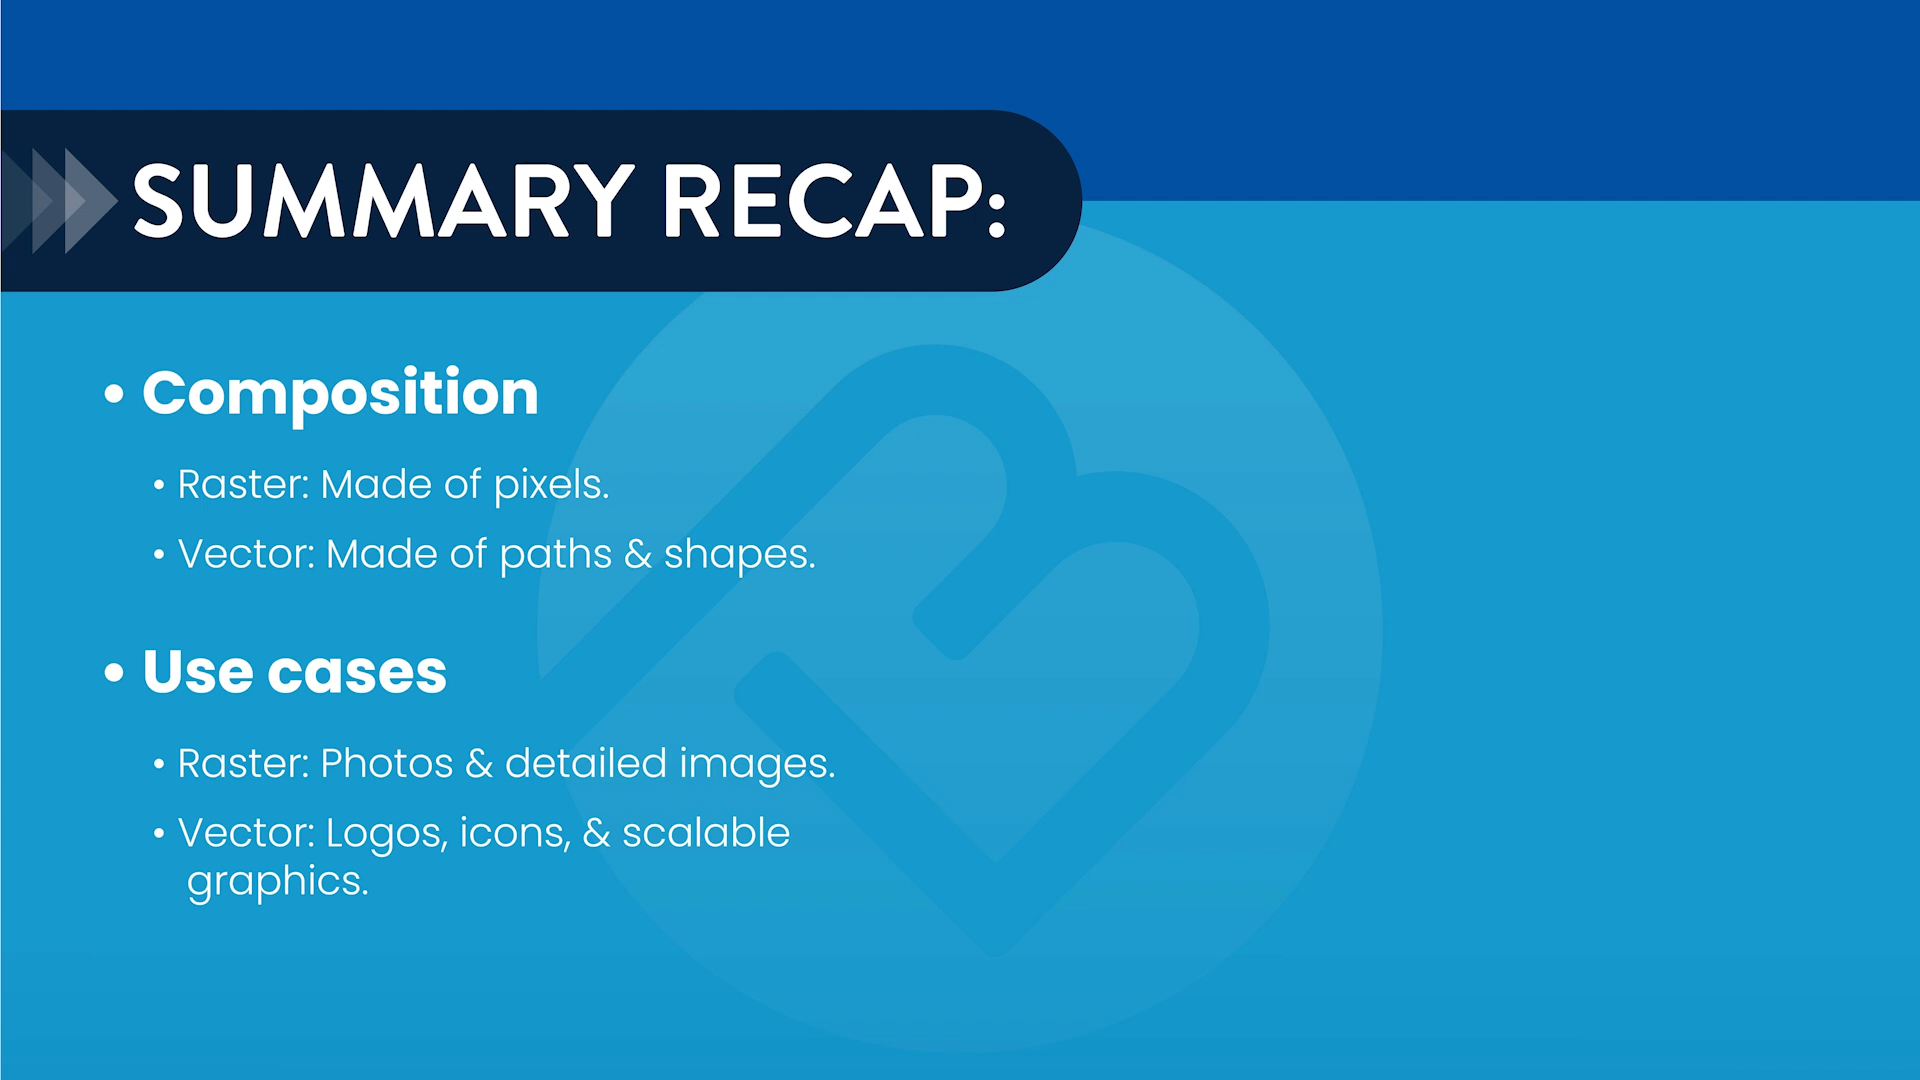 SUMMARY RECAP:
• Composition
• Raster: Made of pixels.
• Vector: Made of paths & shapes.
• Use cases
• Raster: Photos & detailed images.
• Vector: Logos, icons, & scalable
graphics.